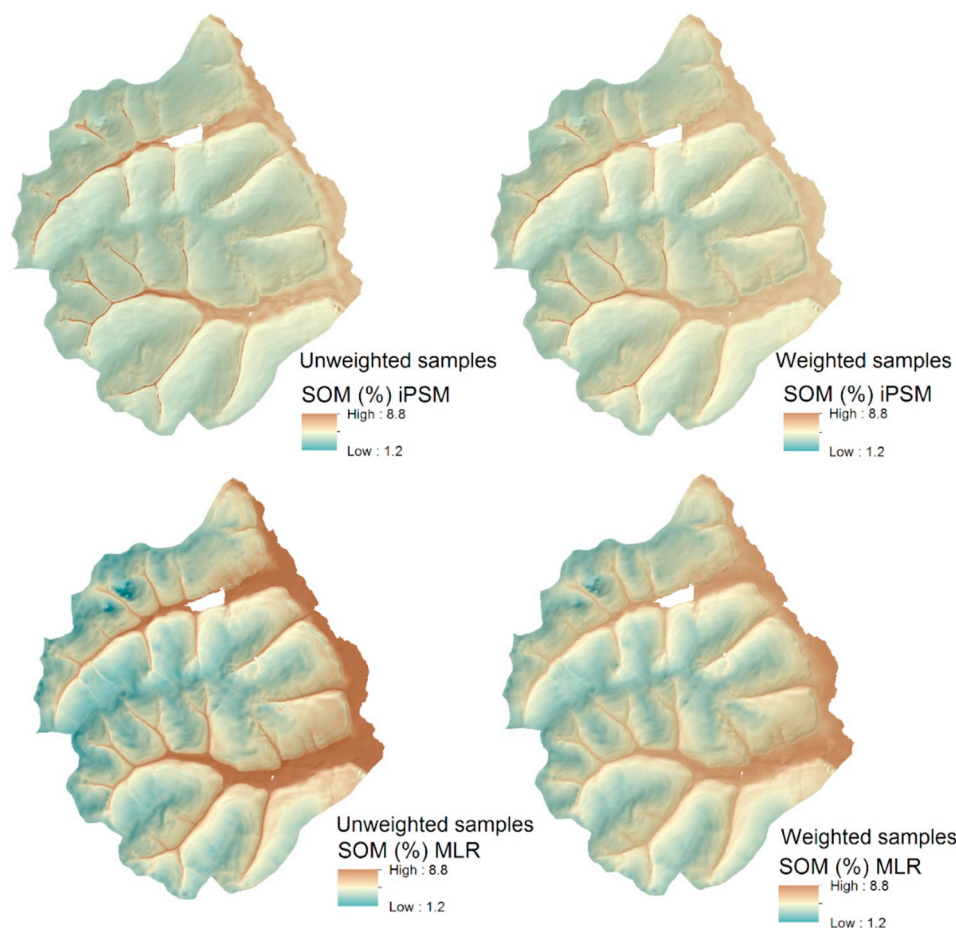 Unweighted samples
SOM (%) iPSM
High : 8.8
Low : 1.2
Weighted samples
SOM (%) iPSM
High : 8.8
Low : 1.2
Unweighted samples
SOM (%) MLR
High : 8.8
Low : 1.2
Weighted samples
SOM (%) MLR
High : 8.8
Low : 1.2